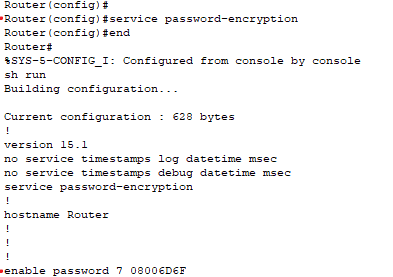 Router(config)#
Router(config)#service password-encryption
Router(config)#end
Router#
%SYS-5-CONFIG_I: Configured from console by console
sh run
Building configuration...
Current configuration : 628 bytes
!
version 15.1
no service timestamps log datetime msec
no service timestamps debug datetime msec
service password-encryption
!
hostname Router
!
!
!
enable password 7 08006D6F